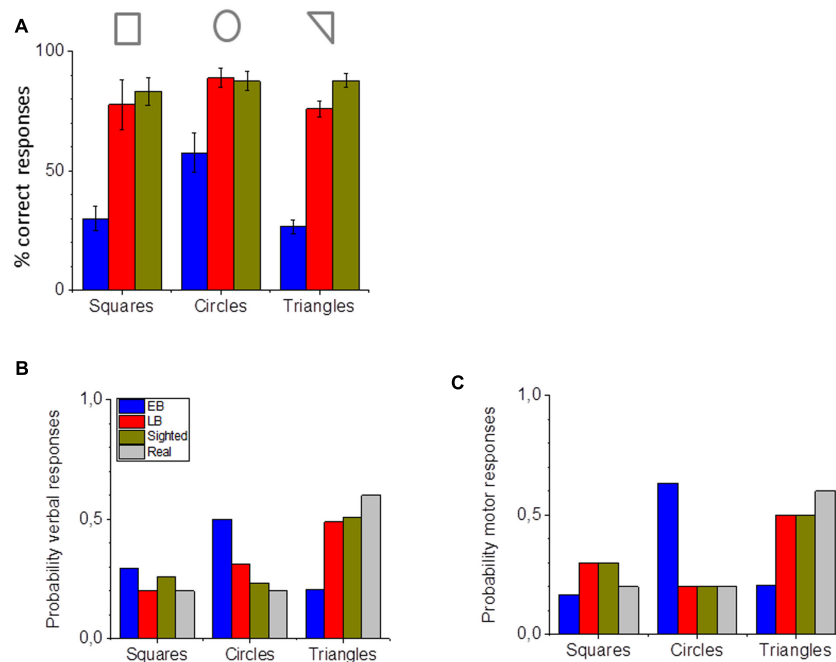 A
% correct responses
100
50
0
Squares Circles Triangles
B
Probability verbal responses
1,0
0,5
0,0
EB
LB
Sighted
Real
Squares Circles Triangles
C
Probability motor responses
1,0
0,5
0,0
Squares Circles Triangles